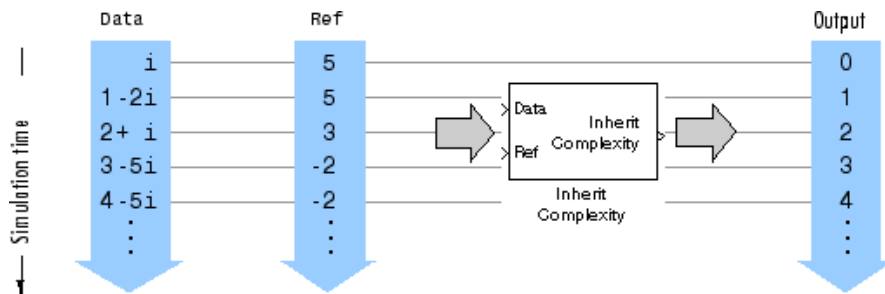 Data Ref Output
i 5 0
1-2i 5 1
2+ i 3 2
3-5i -2 3
4-5i -2 4
Data
Ref
Inherit
Complexity
Inherit
Complexity
Simulation time